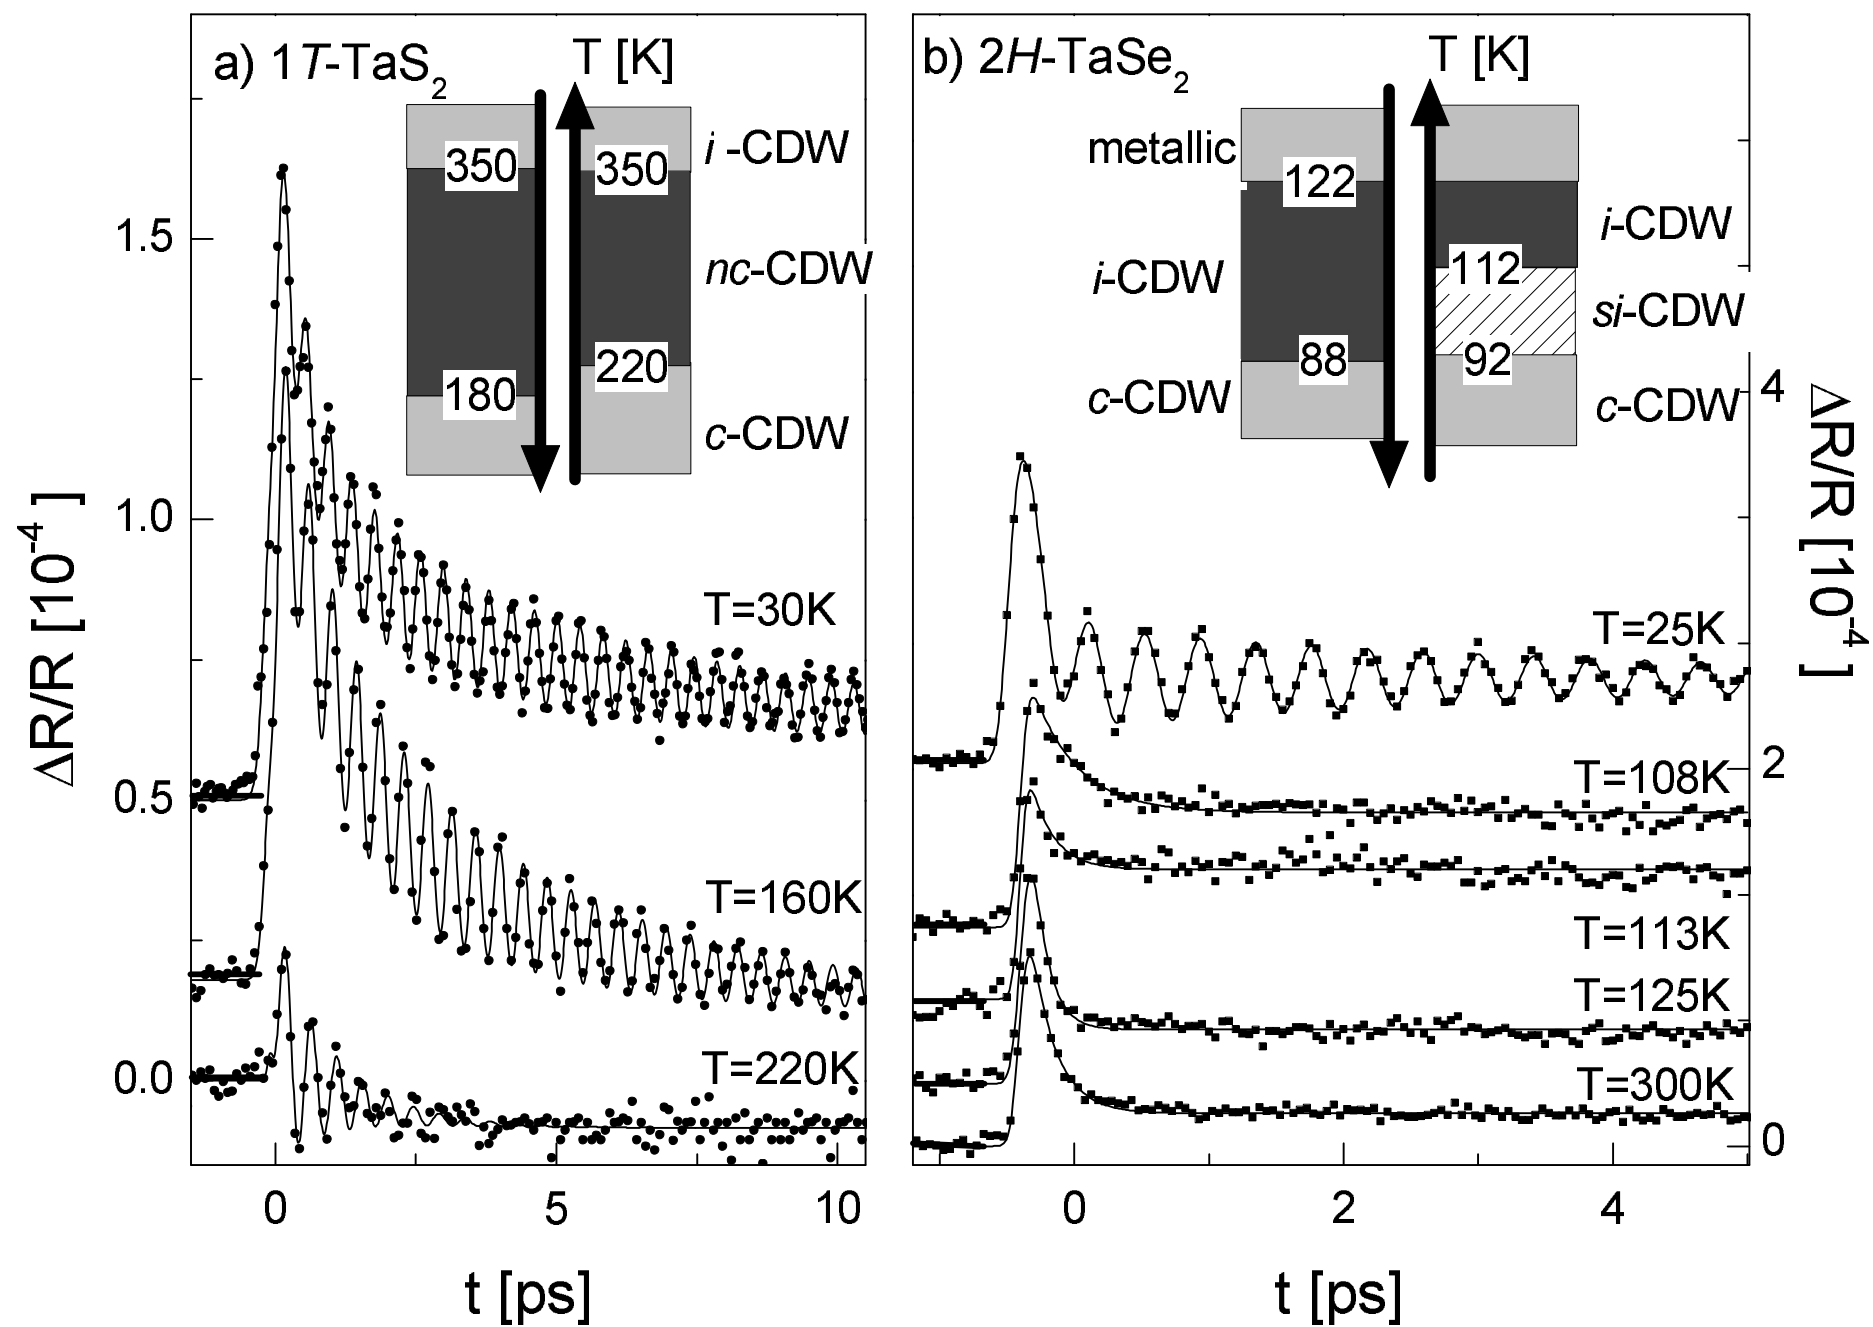 a) 1T-TaS2
T [K]
350
350
i -CDW
nc-CDW
220
180
c-CDW
1.5
1.0
0.5
0.0
ΔR/R [10-4]
T=30K
T=160K
T=220K
0
5
10
t [ps]
b) 2H-TaSe2
T [K]
metallic
122
i-CDW
i-CDW
112
si-CDW
88
92
c-CDW
c-CDW
4
2
0
ΔR/R [10-4]
T=25K
T=108K
T=113K
T=125K
T=300K
0
2
4
t [ps]